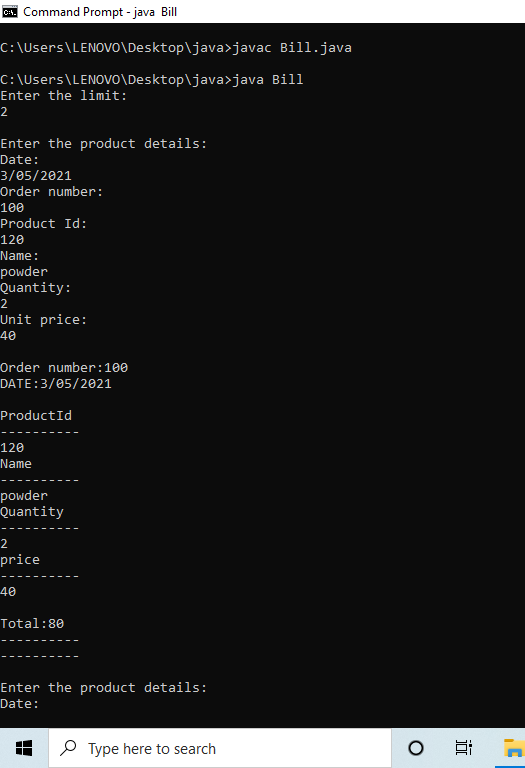 Command Prompt - java  Bill
C:\Users\LENOVO\Desktop\java>javac Bill.java
C:\Users\LENOVO\Desktop\java>java Bill
Enter the limit:
2
Enter the product details:
Date:
3/05/2021
Order number:
100
Product Id:
120
Name:
powder
Quantity:
2
Unit price:
40
Order number:100
DATE:3/05/2021
ProductId
----------
120
Name
----------
powder
Quantity
----------
2
price
----------
40
Total:80
----------
----------
Enter the product details:
Date:
Type here to search